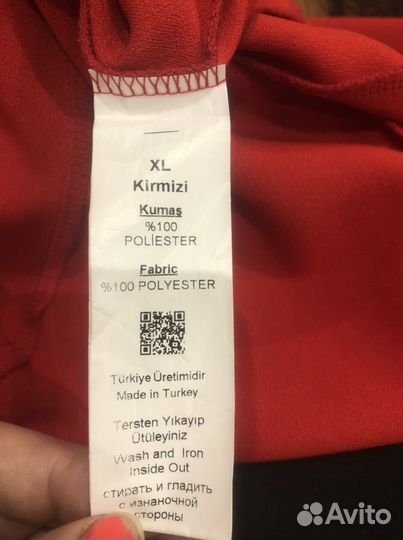 XL
Kirmizi
Kumaş
%100
POLİESTER
Fabric
%100 POLYESTER
Türkiye Üretimidir
Made in Turkey
Tersten Yıkayıp
Ütüleyiniz
Wash and Iron
Inside Out
стирать и гладить
с изнаночной
стороны
Avito